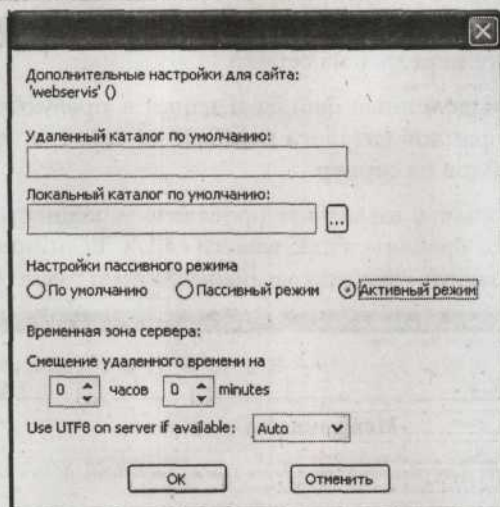 Дополнительные настройки для сайта:
'webservis' ()
Удаленный каталог по умолчанию:
Локальный каталог по умолчанию:
...
Настройки пассивного режима
По умолчанию Пассивный режим Активный режим
Временная зона сервера:
Смещение удаленного времени на
0 часов 0 minutes
Use UTF8 on server if available: Auto
OK Отменить